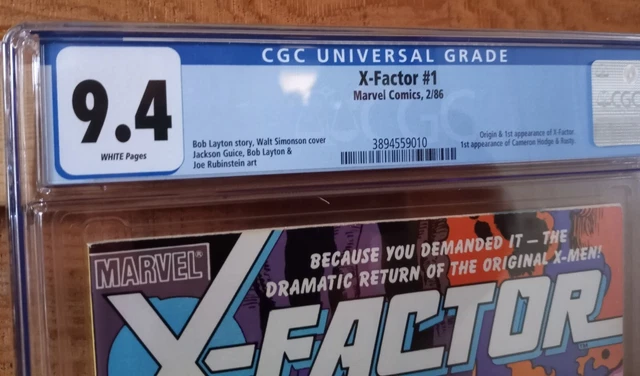 CGC UNIVERSAL GRADE
9.4
WHITE Pages
X-Factor #1
Marvel Comics, 2/86
Bob Layton story, Walt Simonson cover
Jackson Guice, Bob Layton &
Joe Rubinstein art
3894559010
Origin & 1st appearance of X-Factor.
1st appearance of Cameron Hodge & Rusty.
CGC
MARVEL
BECAUSE YOU DEMANDED IT — THE
DRAMATIC RETURN OF THE ORIGINAL X-MEN!
X-FACTOR